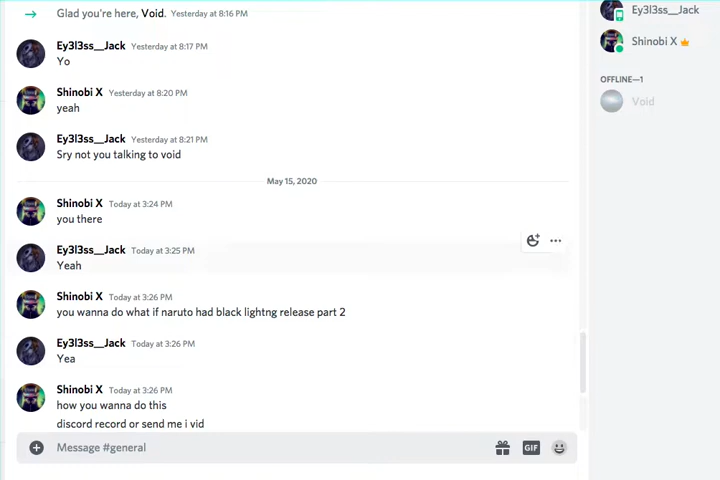 Glad you're here, Void. Yesterday at 8:16 PM
Ey3l3ss__Jack Yesterday at 8:17 PM
Yo
Shinobi X Yesterday at 8:20 PM
yeah
Ey3l3ss__Jack Yesterday at 8:21 PM
Sry not you talking to void
May 15, 2020
Shinobi X Today at 3:24 PM
you there
Ey3l3ss__Jack Today at 3:25 PM
Yeah
Shinobi X Today at 3:26 PM
you wanna do what if naruto had black lightng release part 2
Ey3l3ss__Jack Today at 3:26 PM
Yea
Shinobi X Today at 3:26 PM
how you wanna do this
discord record or send me i vid
Message #general
GIF
Ey3l3ss__Jack
Shinobi X
OFFLINE—1
Void